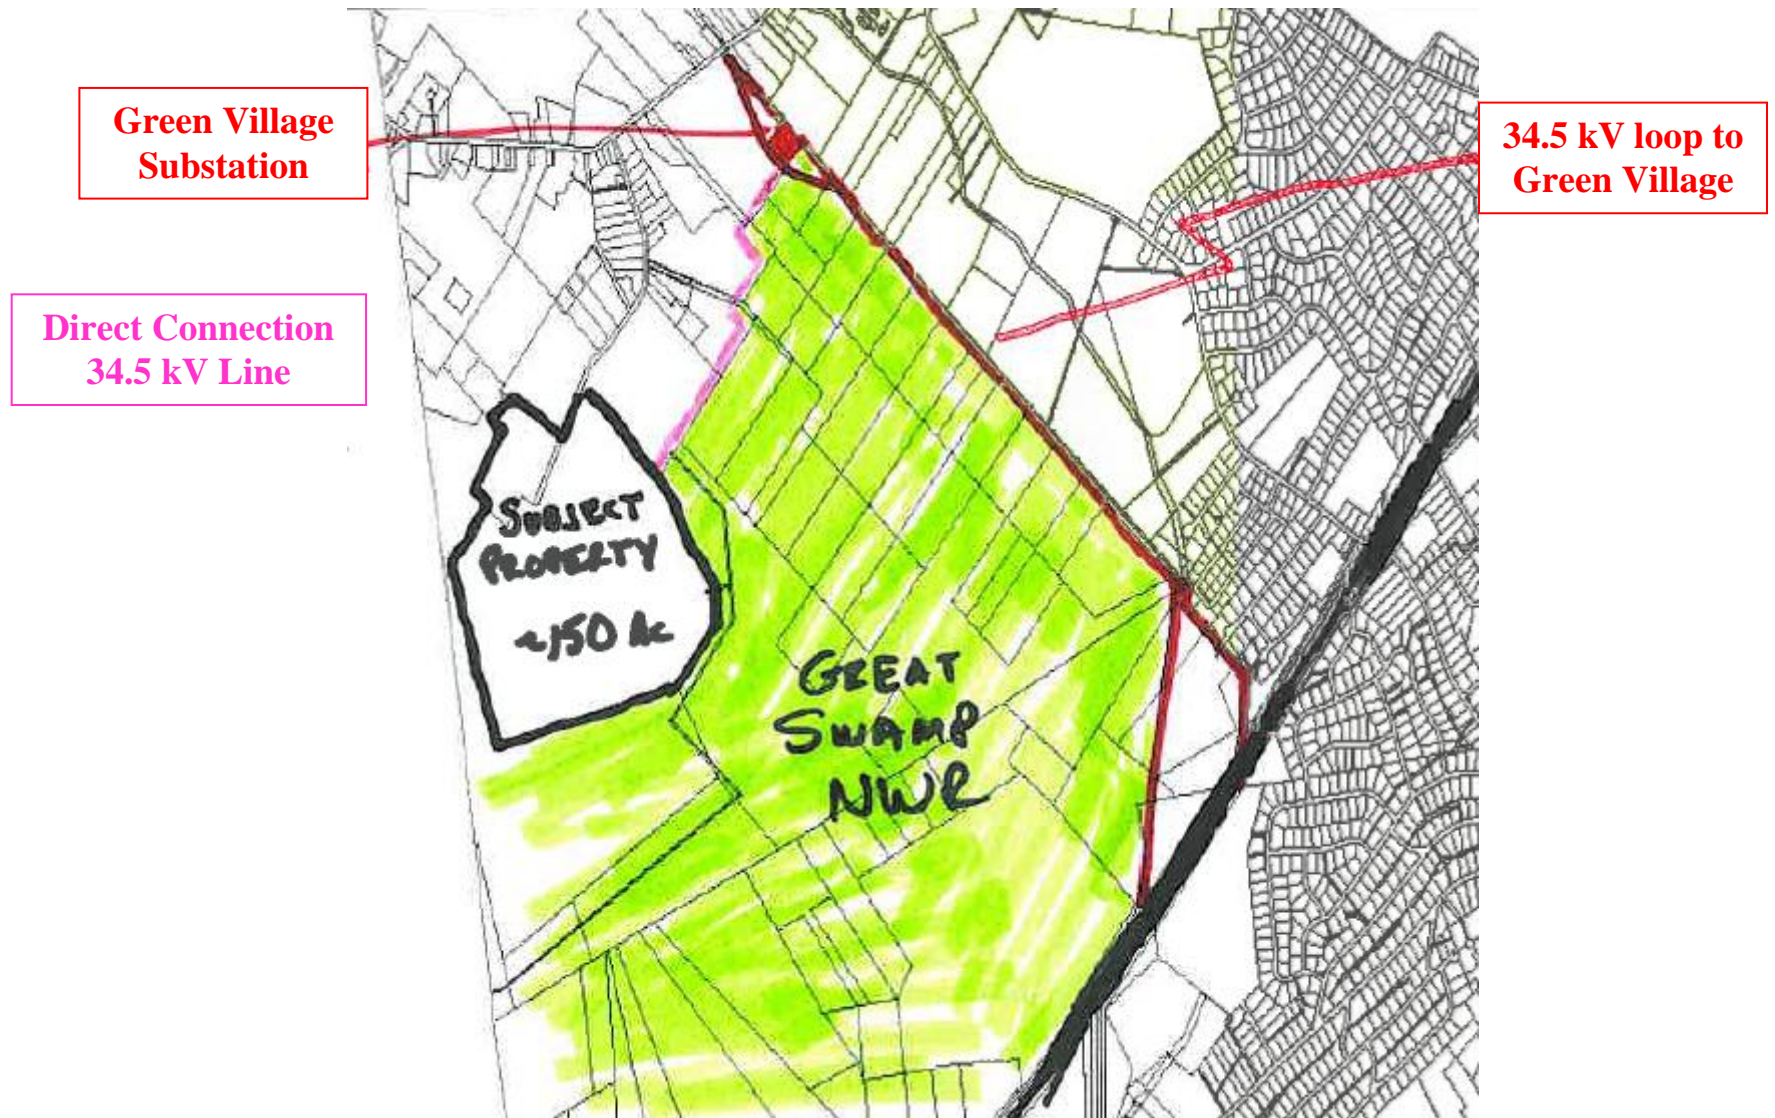 Green Village
Substation
34.5 kV loop to
Green Village
Direct Connection
34.5 kV Line
SUBJECT
PROPERTY
~150 Ac
GREAT
SWAMP
NWR